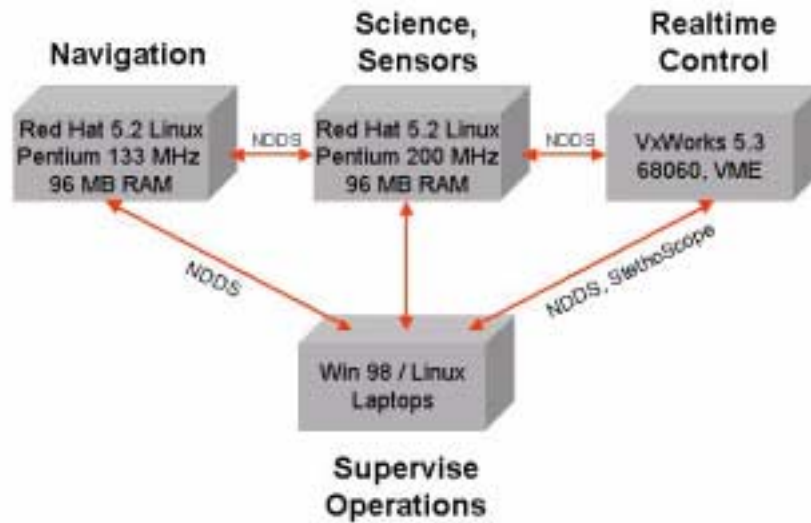 Navigation
Science,
Sensors
Realtime
Control
Red Hat 5.2 Linux
Pentium 133 MHz
96 MB RAM
NDDS
Red Hat 5.2 Linux
Pentium 200 MHz
96 MB RAM
NDDS
VxWorks 5.3
68060, VME
NDDS
NDDS, StethoScope
Win 98 / Linux
Laptops
Supervise
Operations